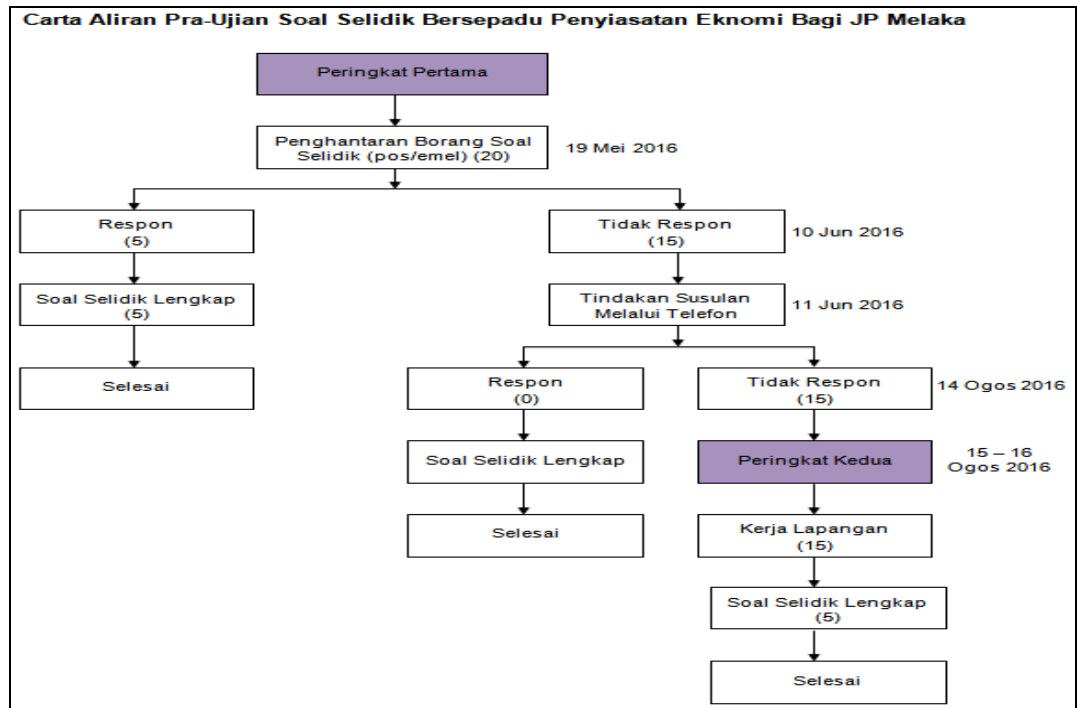 Carta Aliran Pra-Ujian Soal Selidik Bersepadu Penyiasatan Eknomi Bagi JP Melaka
Peringkat Pertama
Penghantaran Borang Soal
Selidik (pos/emel) (20)
19 Mei 2016
Respon
(5)
Tidak Respon
(15)
10 Jun 2016
Soal Selidik Lengkap
(5)
Tindakan Susulan
Melalui Telefon
11 Jun 2016
Selesai
Respon
(0)
Tidak Respon
(15)
14 Ogos 2016
Soal Selidik Lengkap
Peringkat Kedua
15 – 16
Ogos 2016
Selesai
Kerja Lapangan
(15)
Soal Selidik Lengkap
(5)
Selesai